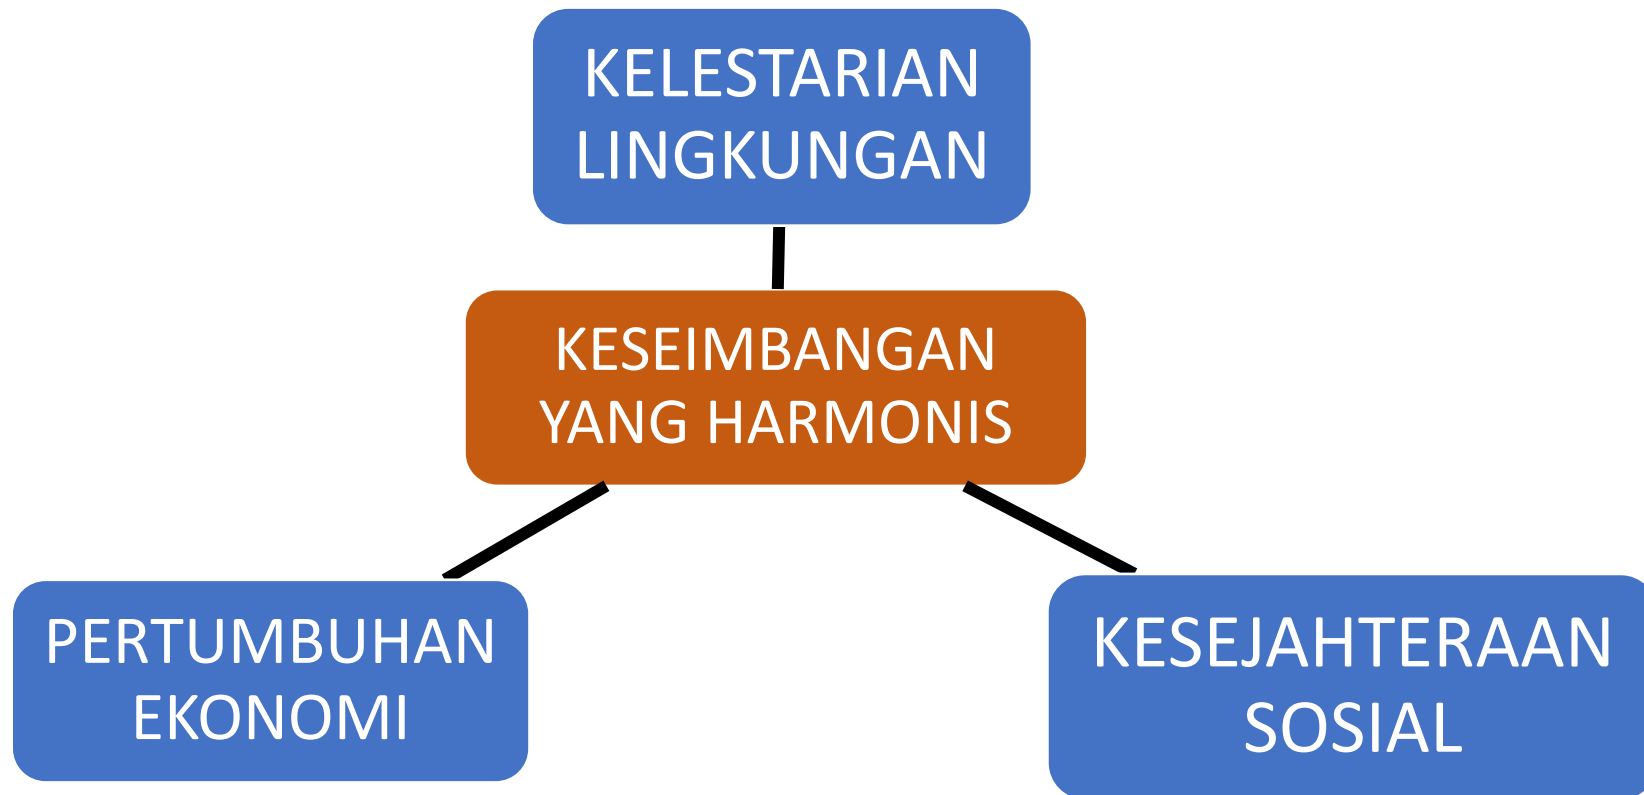 KELESTARIAN
LINGKUNGAN
KESEIMBANGAN
YANG HARMONIS
PERTUMBUHAN
EKONOMI
KESEJAHTERAAN
SOSIAL